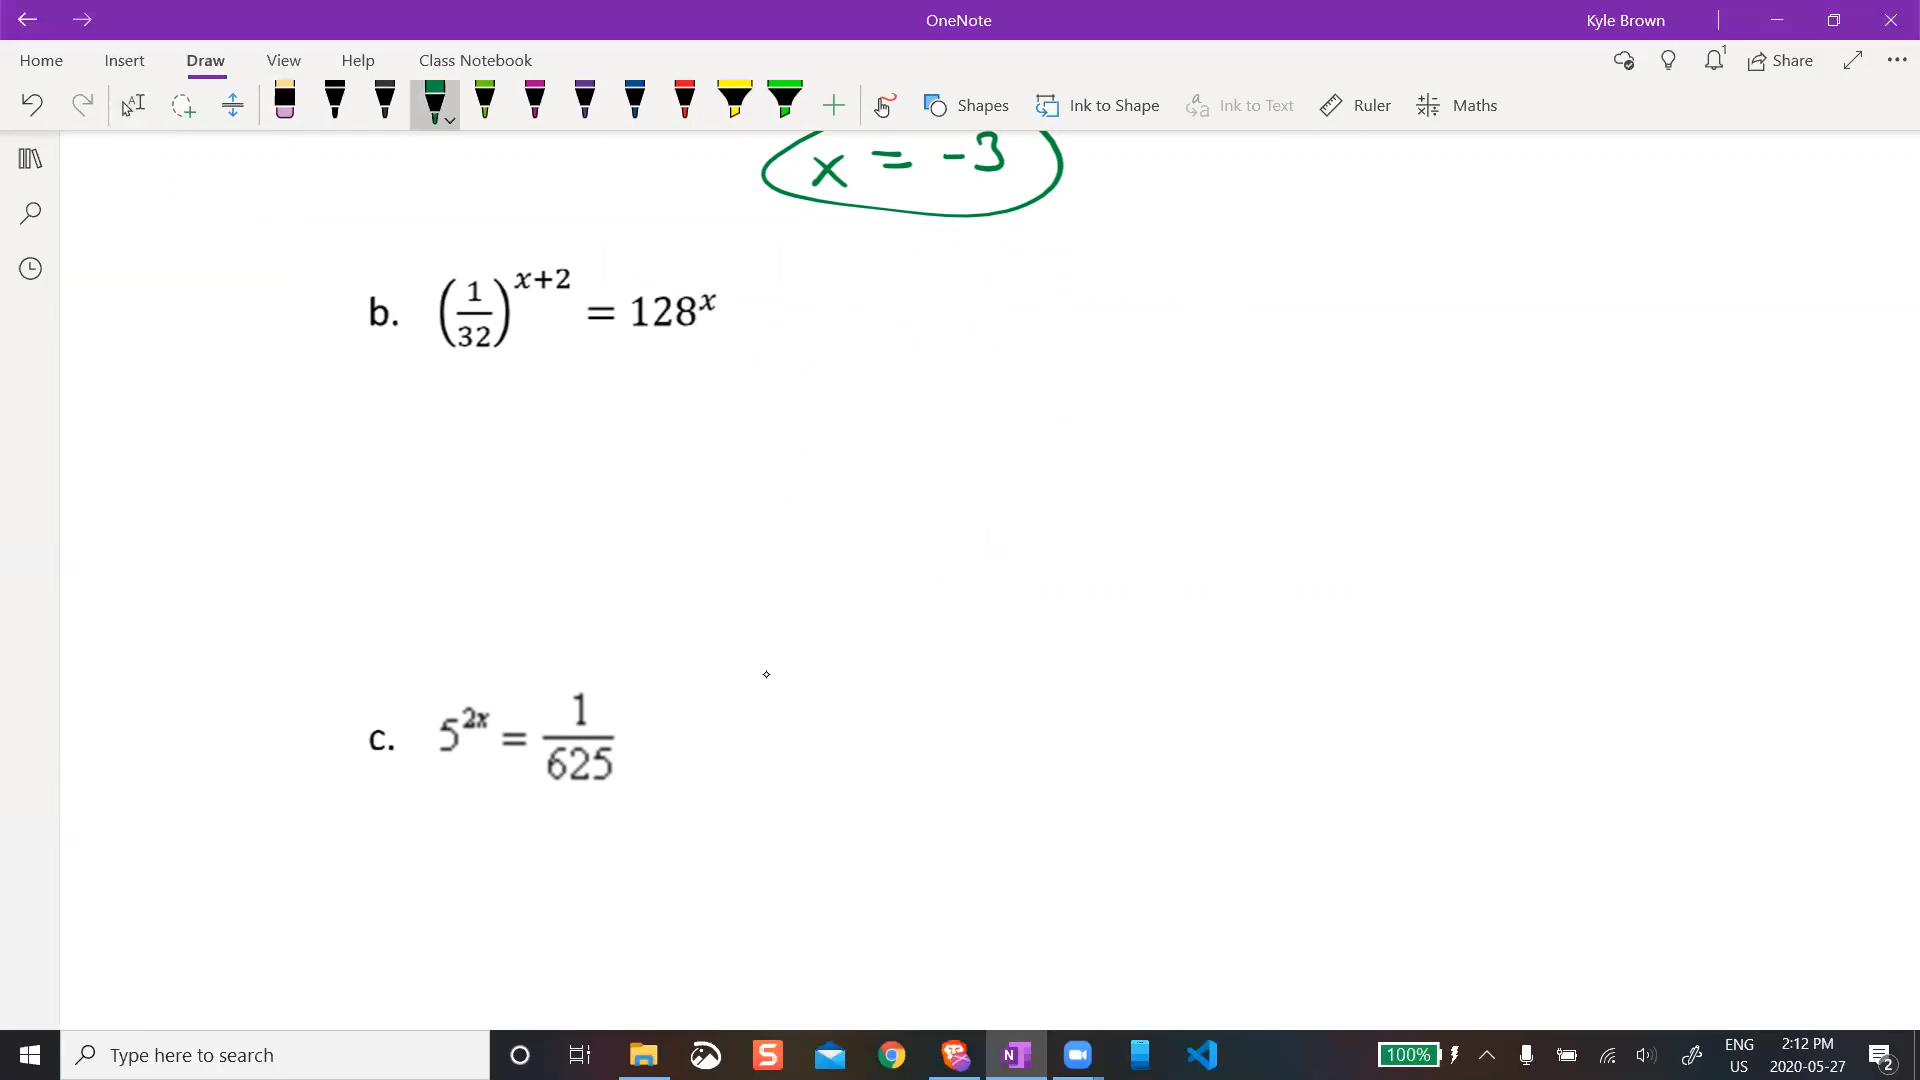 OneNote
Kyle Brown
Home Insert Draw View Help Class Notebook
1
Share
Shapes Ink to Shape Ink to Text Ruler Maths
x = -3
b. (1/32)^(x+2) = 128^x
c. 5^(2x) = 1/625
Type here to search
100%
ENG
US
2:12 PM
2020-05-27
2